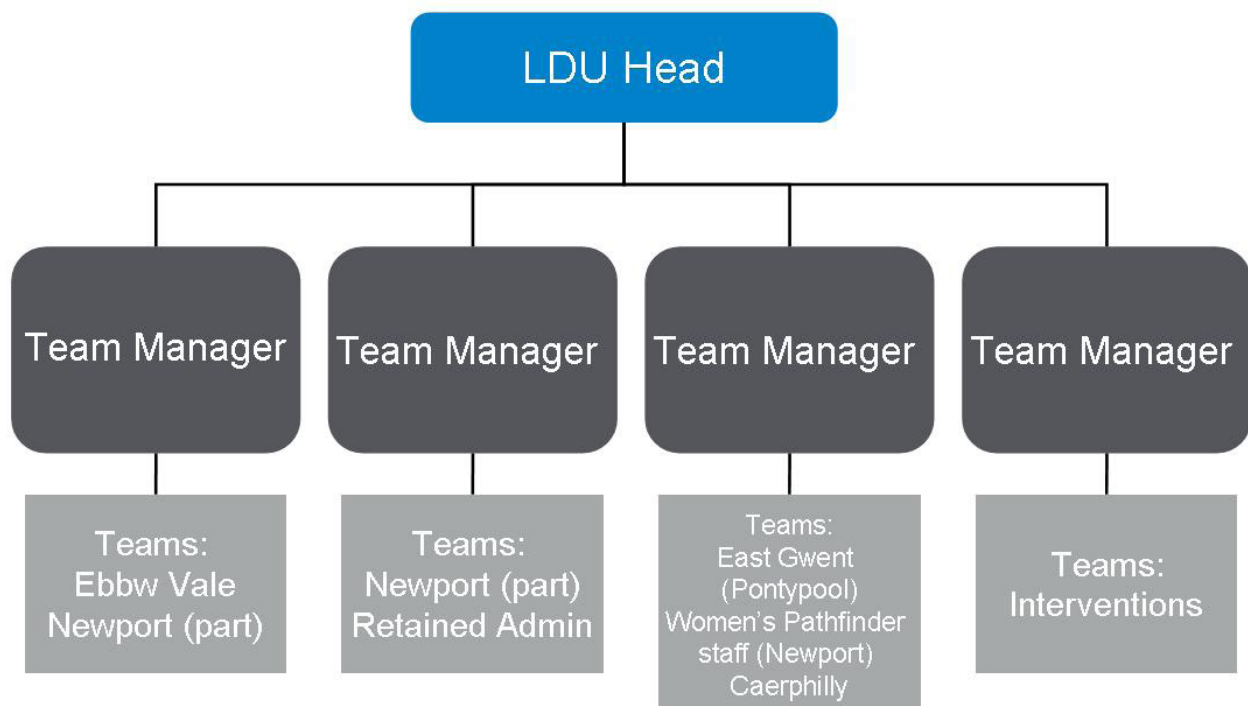 LDU Head
Team Manager
Team Manager
Team Manager
Team Manager
Teams:
Ebbw Vale
Newport (part)
Teams:
Newport (part)
Retained Admin
Teams:
East Gwent
(Pontypool)
Women's Pathfinder
staff (Newport)
Caerphilly
Teams:
Interventions